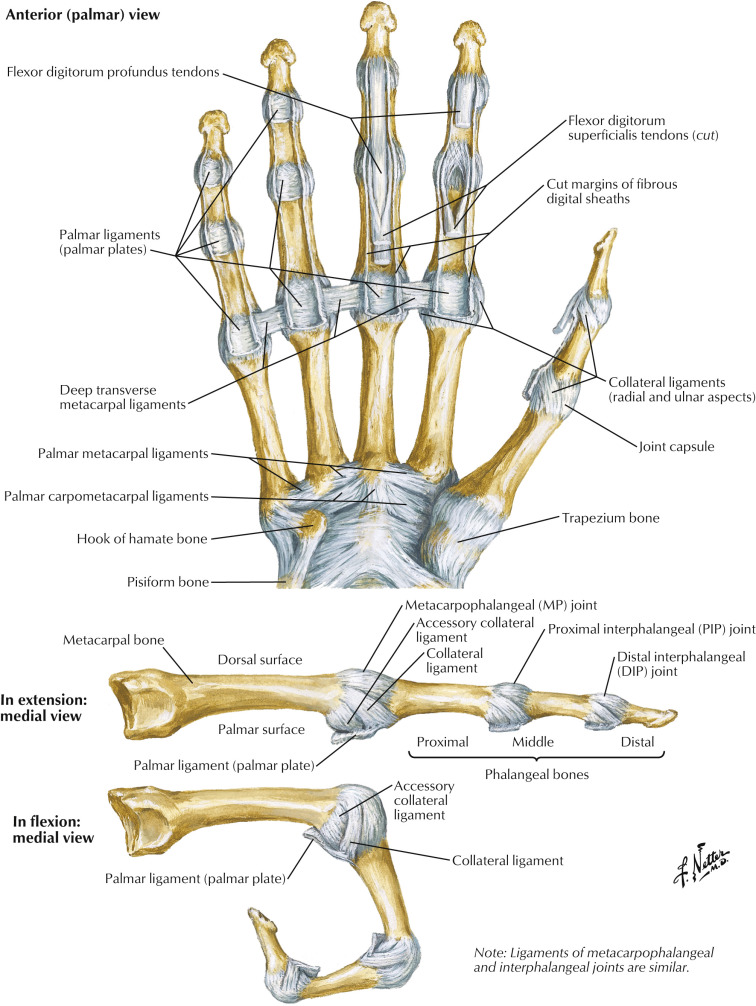 Anterior (palmar) view
Flexor digitorum profundus tendons
Flexor digitorum
superficialis tendons (cut)
Cut margins of fibrous
digital sheaths
Palmar ligaments
(palmar plates)
Deep transverse
metacarpal ligaments
Collateral ligaments
(radial and ulnar aspects)
Joint capsule
Palmar metacarpal ligaments
Palmar carpometacarpal ligaments
Trapezium bone
Hook of hamate bone
Pisiform bone
Metacarpophalangeal (MP) joint
Accessory collateral
ligament
Proximal interphalangeal (PIP) joint
Metacarpal bone
Dorsal surface
Collateral
ligament
Distal interphalangeal
(DIP) joint
In extension:
medial view
Palmar surface
Proximal Middle Distal
Palmar ligament (palmar plate)
Phalangeal bones
In flexion:
medial view
Accessory
collateral
ligament
Collateral ligament
Palmar ligament (palmar plate)
F. Netter
M.D.
Note: Ligaments of metacarpophalangeal
and interphalangeal joints are similar.